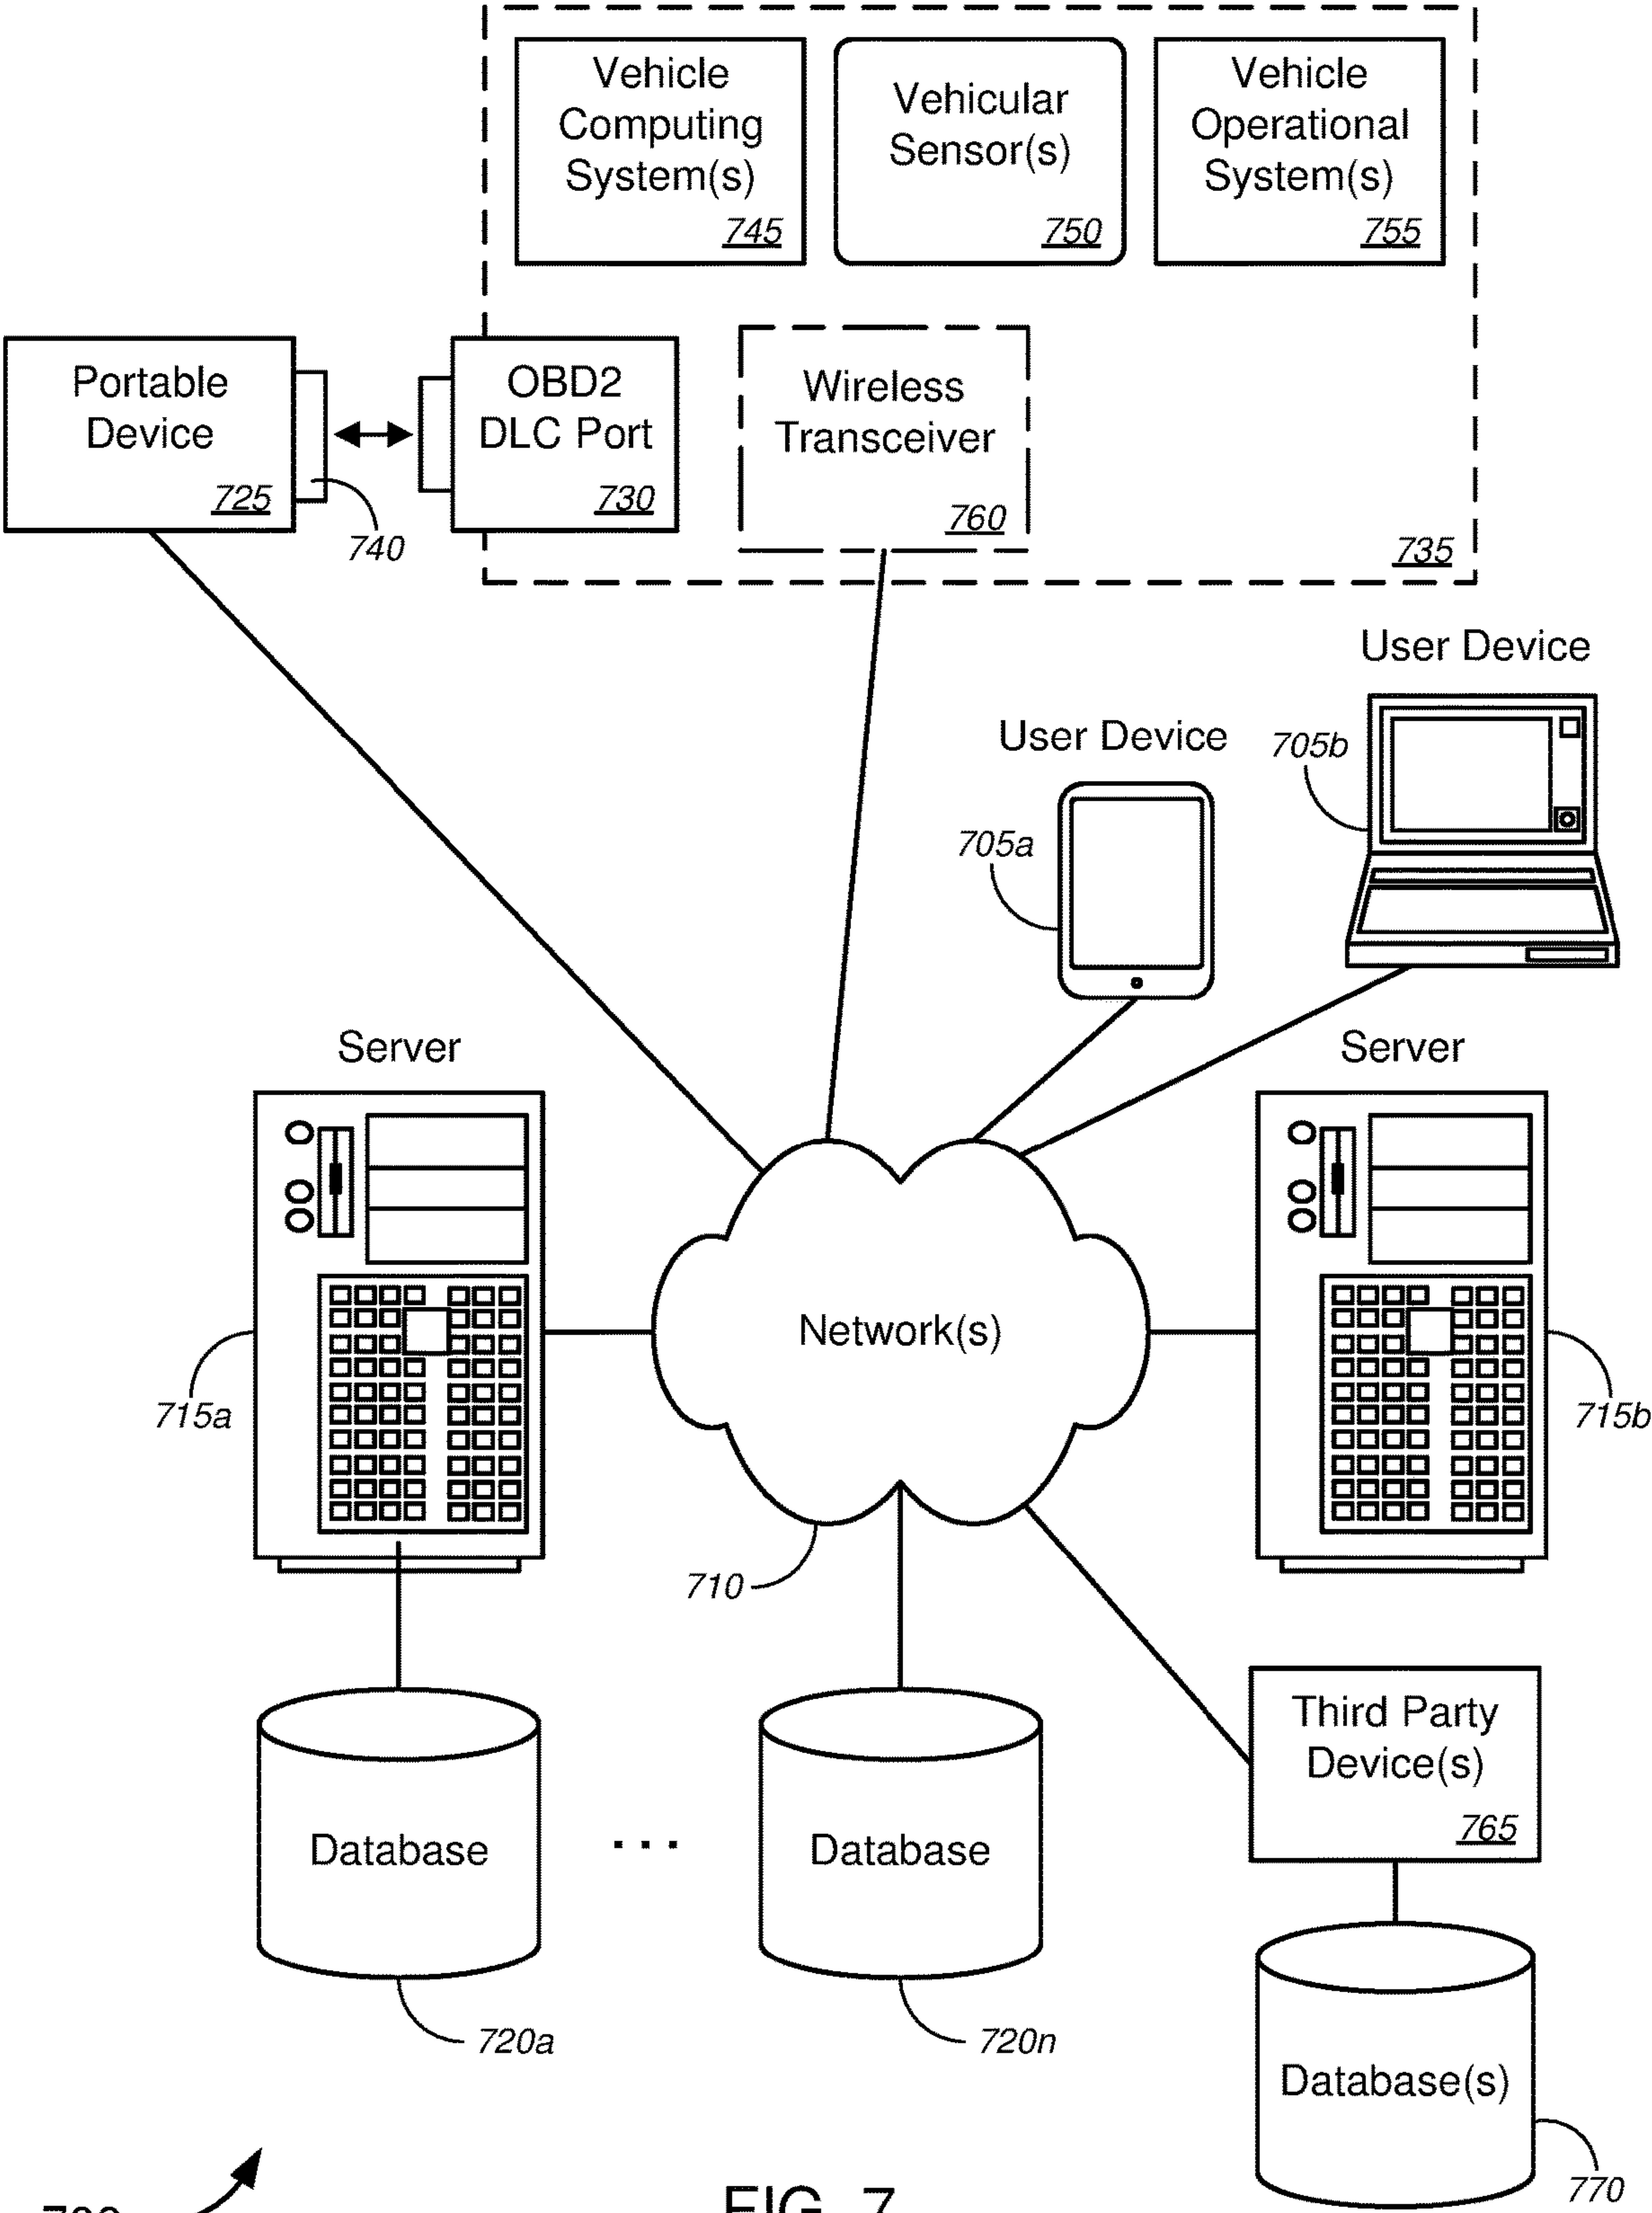 Vehicle
Computing
System(s)
745
Vehicular
Sensor(s)
750
Vehicle
Operational
System(s)
755
Portable
Device
725
740
OBD2
DLC Port
730
Wireless
Transceiver
760
735
User Device
705b
User Device
705a
Server
715a
Server
715b
Network(s)
710
Database
720a
...
Database
720n
Third Party
Device(s)
765
Database(s)
770
FIG. 7